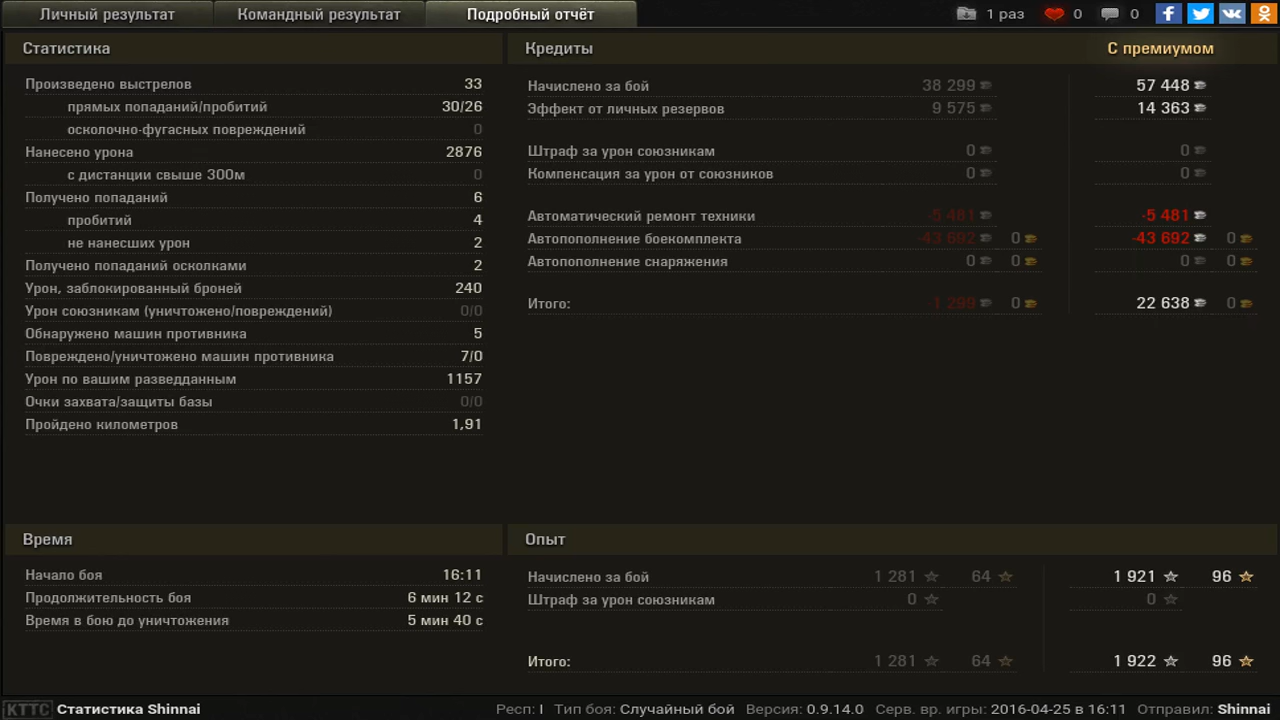 Личный результат Командный результат Подробный отчёт 1 раз 0 0
Статистика
Произведено выстрелов 33
прямых попаданий/пробитий 30/26
осколочно-фугасных повреждений 0
Нанесено урона 2876
с дистанции свыше 300м 0
Получено попаданий 6
пробитий 4
не нанесших урон 2
Получено попаданий осколками 2
Урон, заблокированный броней 240
Урон союзникам (уничтожено/повреждений) 0/0
Обнаружено машин противника 5
Повреждено/уничтожено машин противника 7/0
Урон по вашим разведданным 1157
Очки захвата/защиты базы 0/0
Пройдено километров 1,91
Кредиты С премиумом
Начислено за бой 38 299 57 448
Эффект от личных резервов 9 575 14 363
Штраф за урон союзникам 0 0
Компенсация за урон от союзников 0 0
Автоматический ремонт техники -5 481 -5 481
Автопополнение боекомплекта -43 692 0 -43 692 0
Автопополнение снаряжения 0 0 0 0
Итого: -1 299 0 22 638 0
Время
Начало боя 16:11
Продолжительность боя 6 мин 12 с
Время в бою до уничтожения 5 мин 40 с
Опыт
Начислено за бой 1 281 64 1 921 96
Штраф за урон союзникам 0 0
Итого: 1 281 64 1 922 96
КТТС Статистика Shinnai Респ: I Тип боя: Случайный бой Версия: 0.9.14.0 Серв. вр. игры: 2016-04-25 в 16:11 Отправил: Shinnai